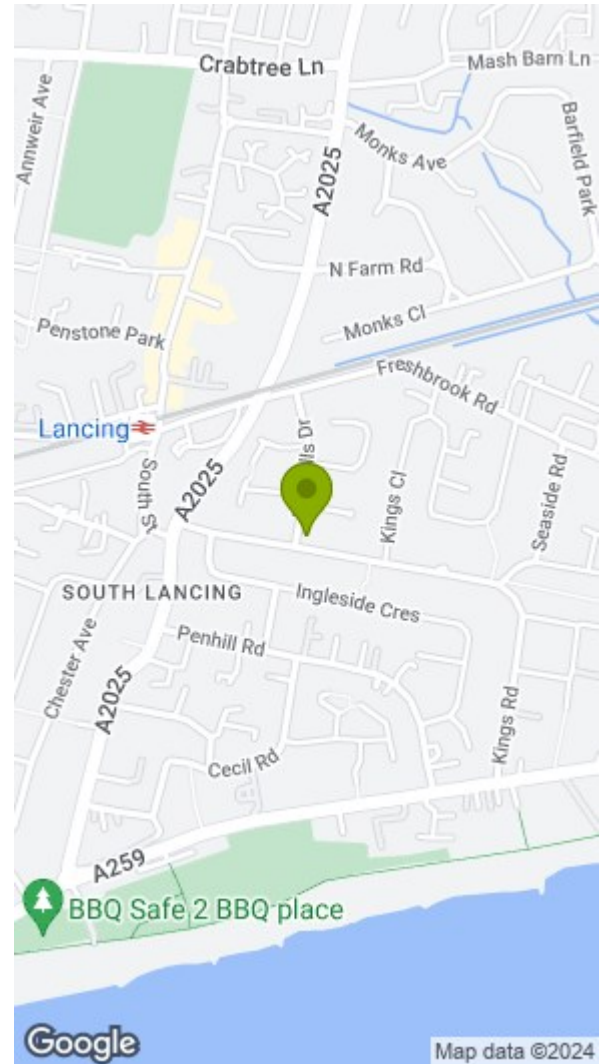 Crabtree Ln
Mash Barn Ln
Annweir Ave
Barfield Park
Monks Ave
A2025
N Farm Rd
Monks Cl
Penstone Park
Freshbrook Rd
Lancing
lls Dr
South St
A2025
Kings Cl
Seaside Rd
SOUTH LANCING
Ingleside Cres
Penhill Rd
Chester Ave
A2025
Kings Rd
Cecil Rd
A259
BBQ Safe 2 BBQ place
Google
Map data ©2024